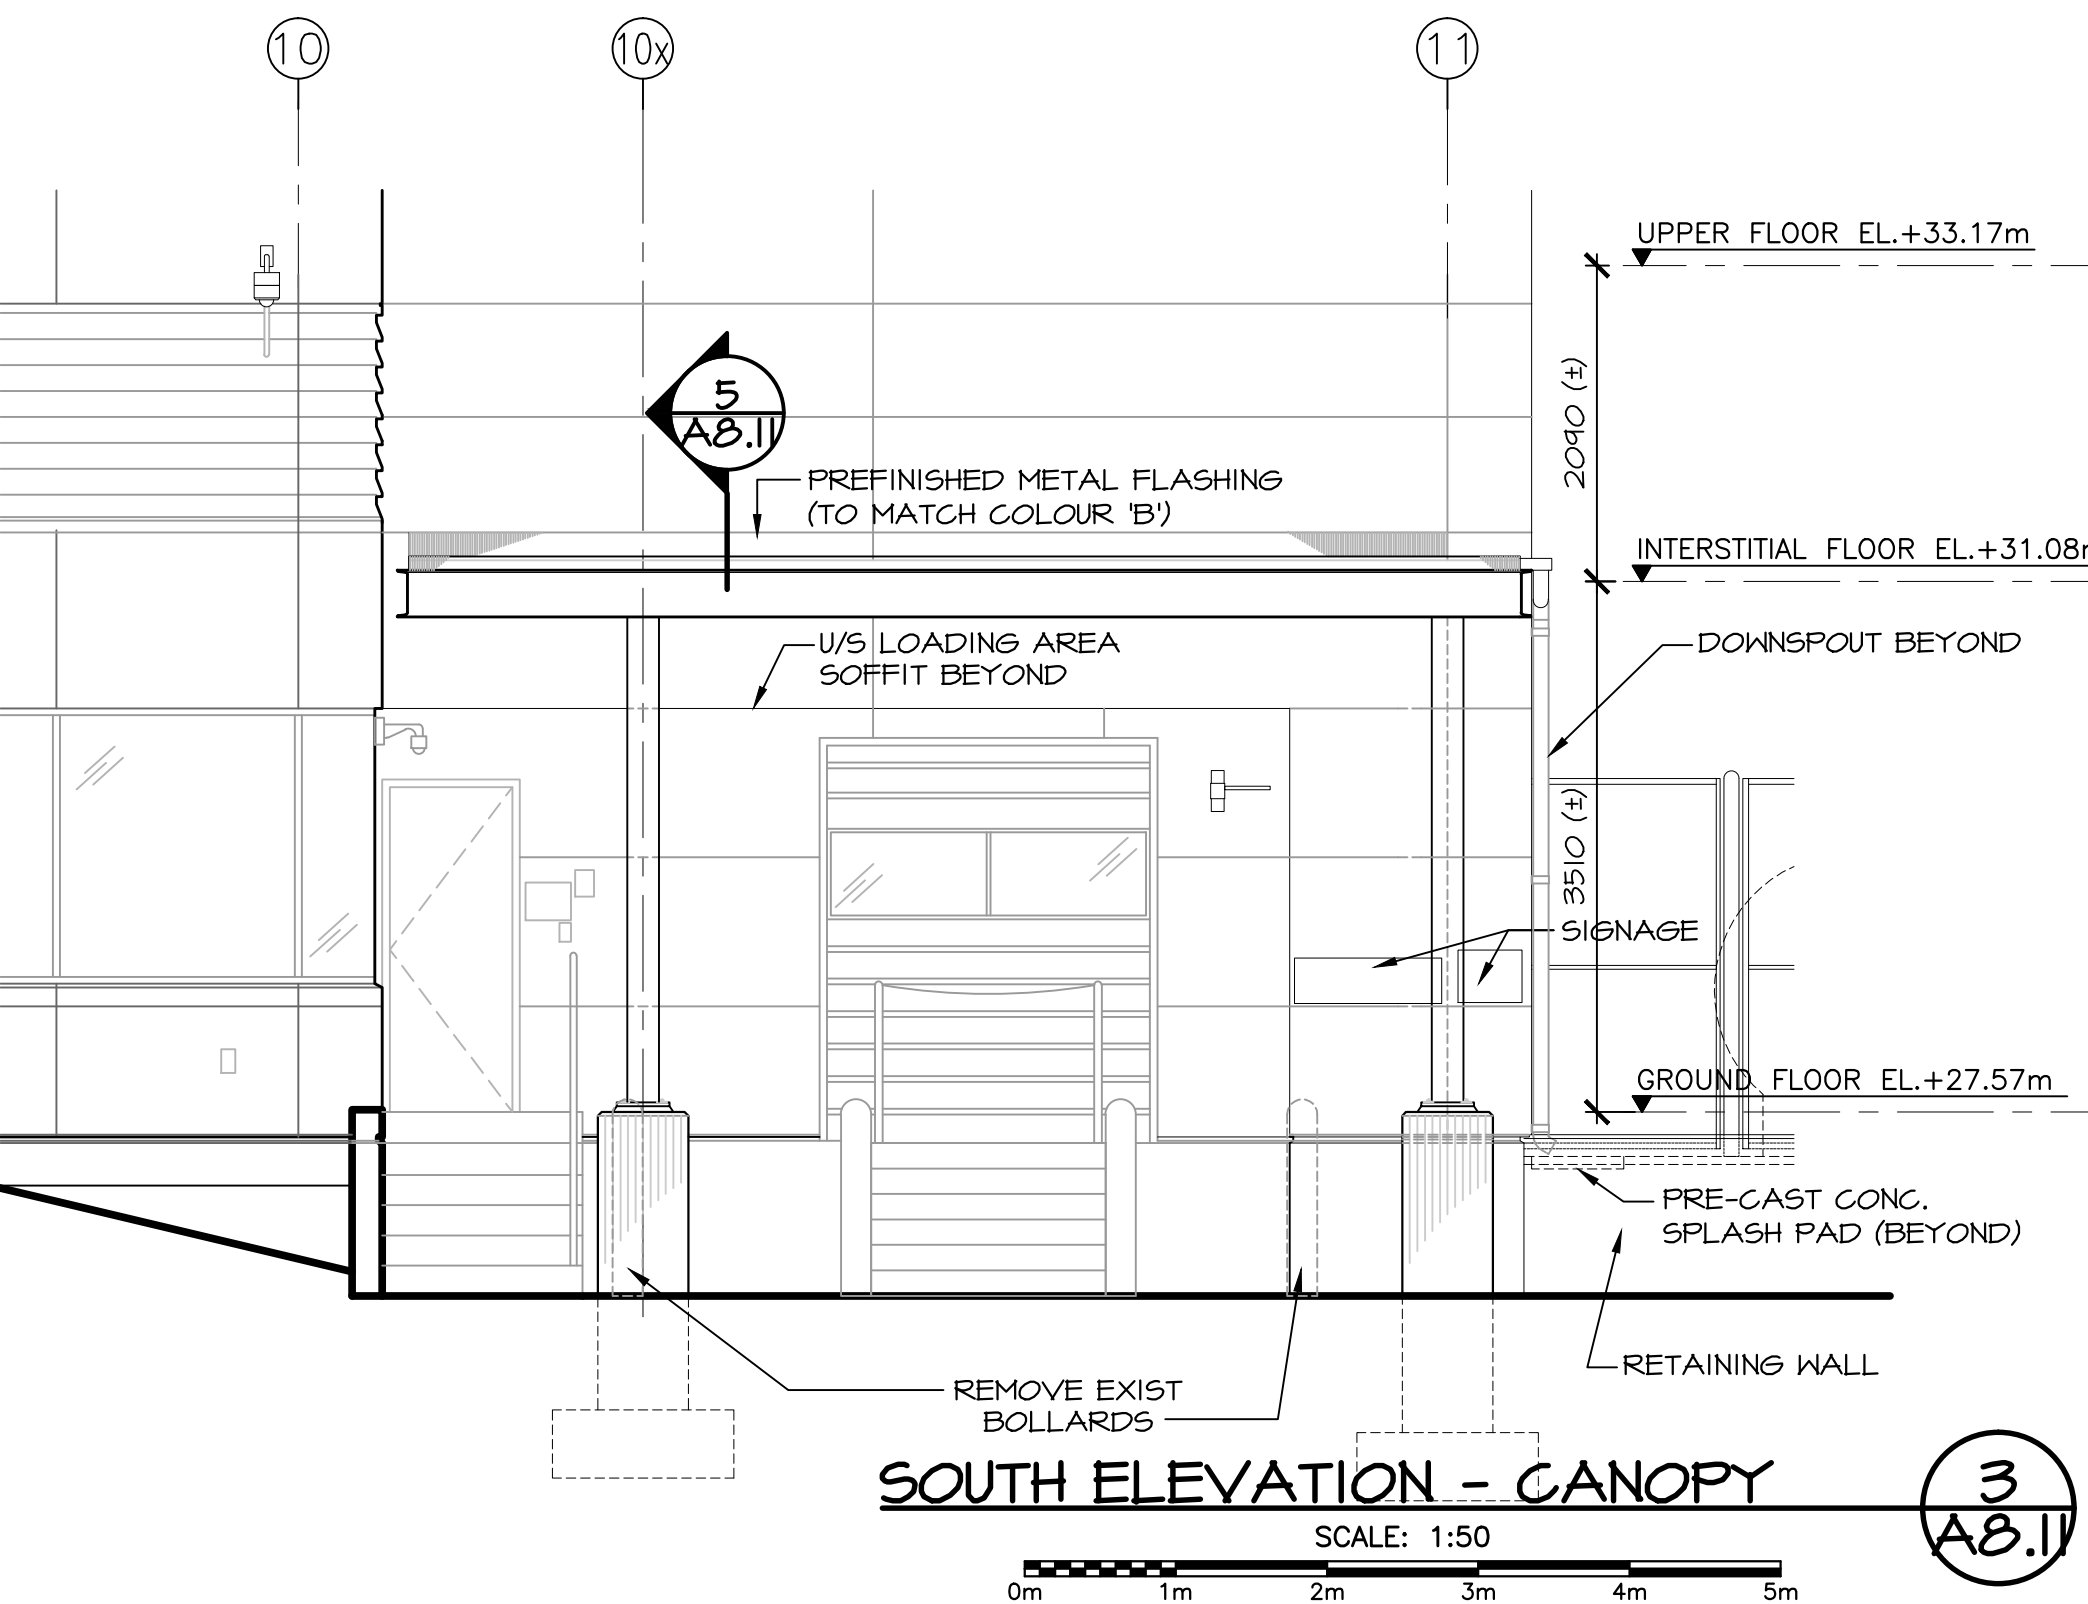 10
10x
11
UPPER FLOOR EL.+33.17m
5
A8.11
2090 (±)
PREFINISHED METAL FLASHING
(TO MATCH COLOUR 'B')
INTERSTITIAL FLOOR EL.+31.08m
U/S LOADING AREA
SOFFIT BEYOND
DOWNSPOUT BEYOND
3510 (±)
SIGNAGE
GROUND FLOOR EL.+27.57m
PRE-CAST CONC.
SPLASH PAD (BEYOND)
RETAINING WALL
REMOVE EXIST
BOLLARDS
SOUTH ELEVATION - CANOPY
3
A8.11
SCALE: 1:50
0m 1m 2m 3m 4m 5m